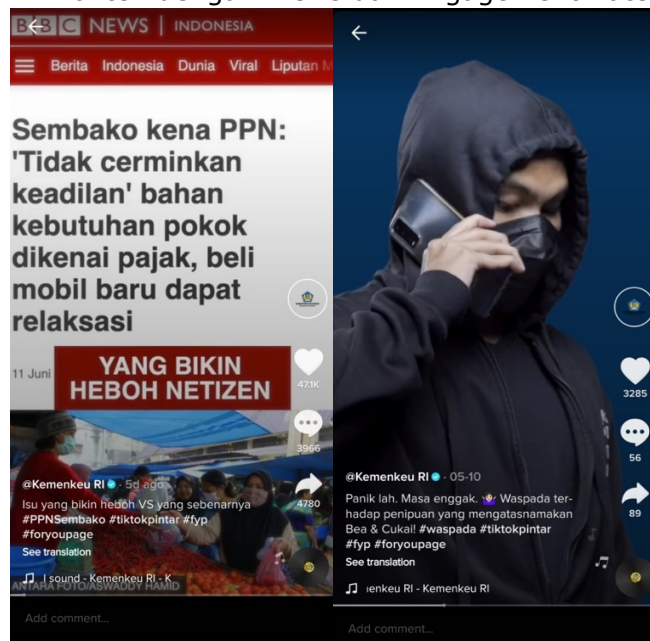 BBC NEWS | INDONESIA
Berita Indonesia Dunia Viral Liputan
Sembako kena PPN:
'Tidak cerminkan
keadilan' bahan
kebutuhan pokok
dikenai pajak, beli
mobil baru dapat
relaksasi
11 Juni
YANG BIKIN
HEBOH NETIZEN
47.1K
3966
@Kemenkeu RI · 5d ago
4780
Isu yang bikin heboh VS yang sebenarnya
#PPNSembako #tiktokpintar #fyp
#foryoupage
See translation
l sound - Kemenkeu RI - K
ANTARA FOTO/ASWADDY HAMID
Add comment...
3285
56
@Kemenkeu RI · 05-10
89
Panik lah. Masa enggak. 🤷‍♀️ Waspada ter-
hadap penipuan yang mengatasnamakan
Bea & Cukai! #waspada #tiktokpintar
#fyp #foryoupage
See translation
ıenkeu RI - Kemenkeu RI
Add comment...